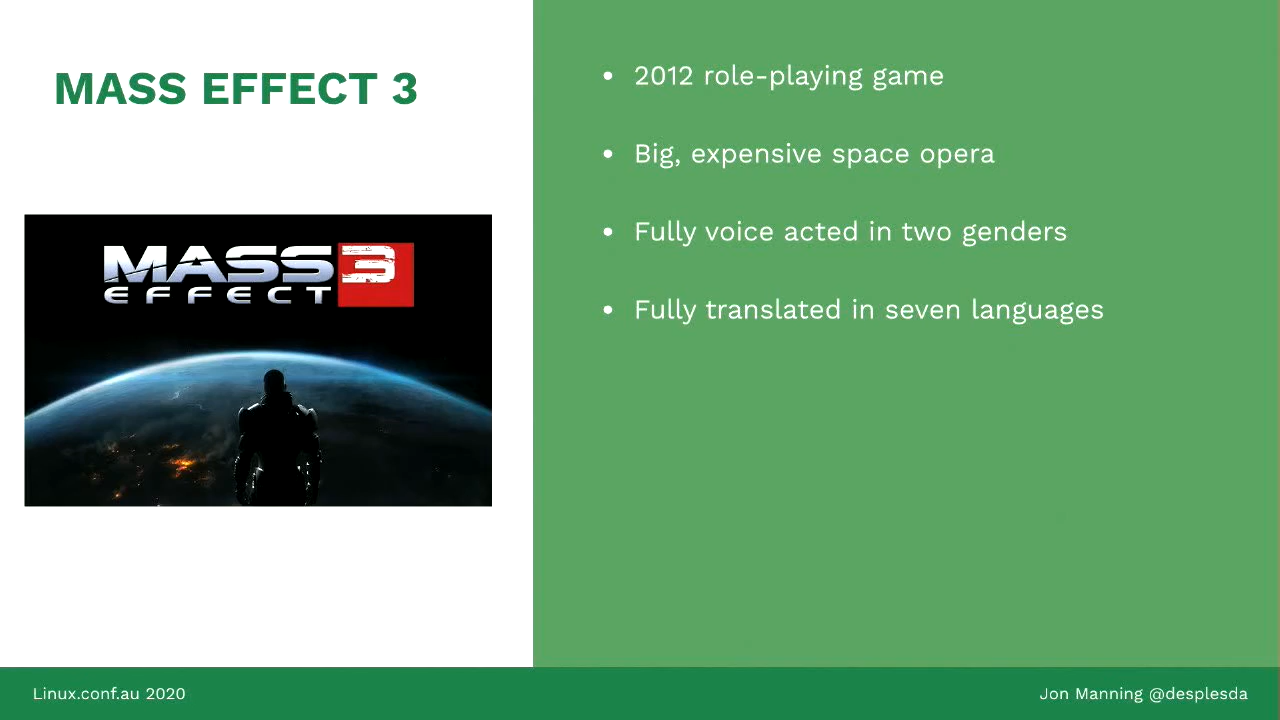 MASS EFFECT 3
MASS 3
EFFECT
• 2012 role-playing game
• Big, expensive space opera
• Fully voice acted in two genders
• Fully translated in seven languages
Linux.conf.au 2020
Jon Manning @desplesda